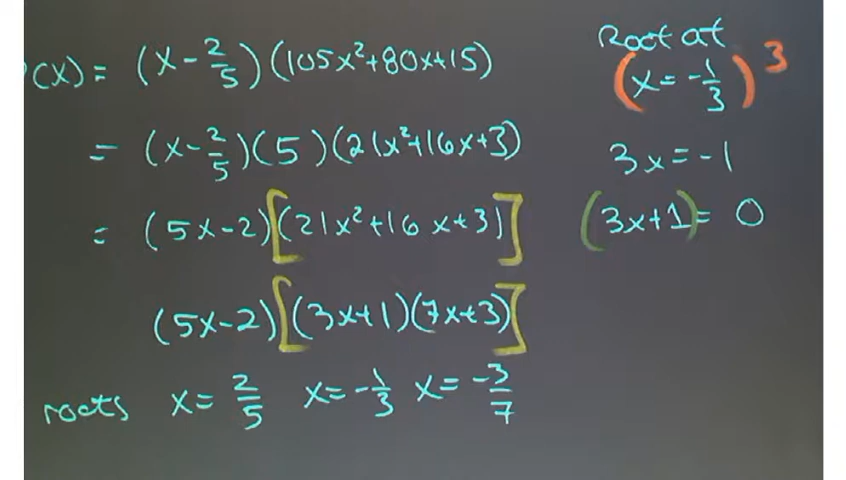 (X) = (x - 2/5)(105x² + 80x + 15)
= (x - 2/5)(5)(21x² + 16x + 3)
= (5x - 2)[(21x² + 16x + 3)]
(5x - 2)[(3x + 1)(7x + 3)]
roots x = 2/5 x = -1/3 x = -3/7
Root at
(x = -1/3)3
3x = -1
(3x + 1) = 0